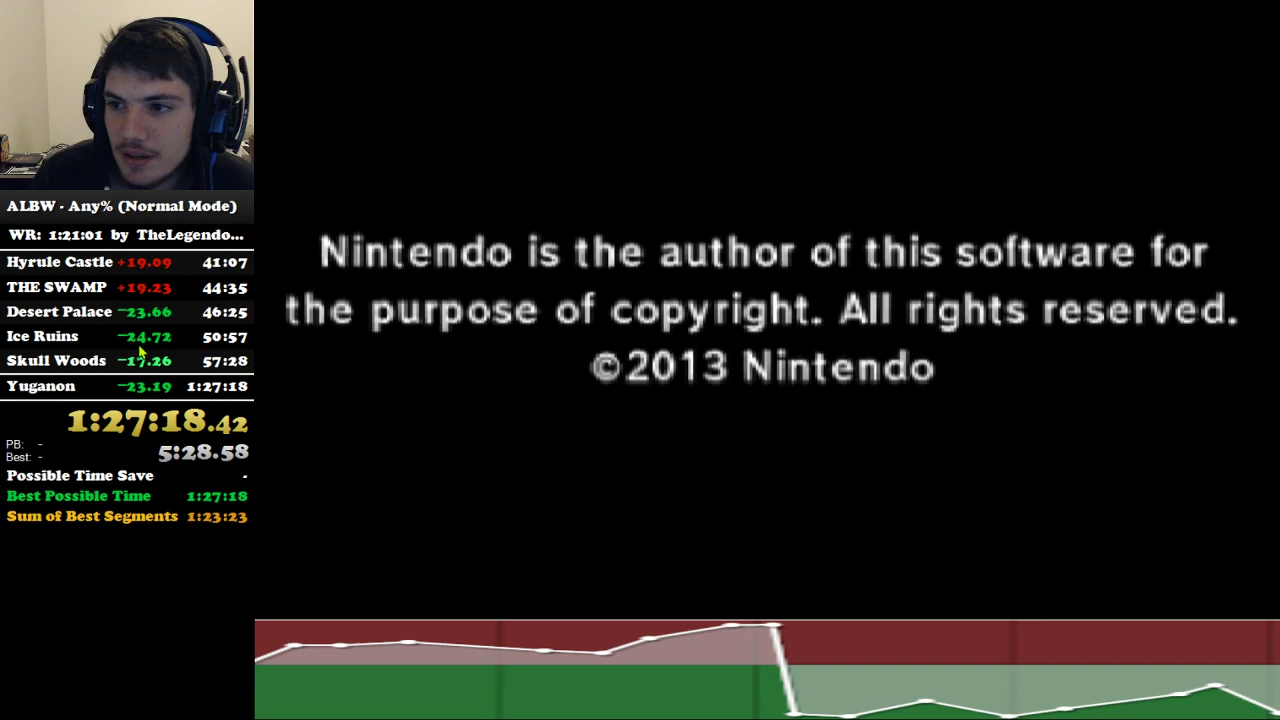 ALBW - Any% (Normal Mode)
WR: 1:21:01 by TheLegendo...
Hyrule Castle +19.09 41:07
THE SWAMP +19.23 44:35
Desert Palace −23.66 46:25
Ice Ruins −24.72 50:57
Skull Woods −17.26 57:28
Yuganon −23.19 1:27:18
1:27:18.42
PB: -
Best: -
5:28.58
Possible Time Save -
Best Possible Time 1:27:18
Sum of Best Segments 1:23:23
Nintendo is the author of this software for
the purpose of copyright. All rights reserved.
©2013 Nintendo